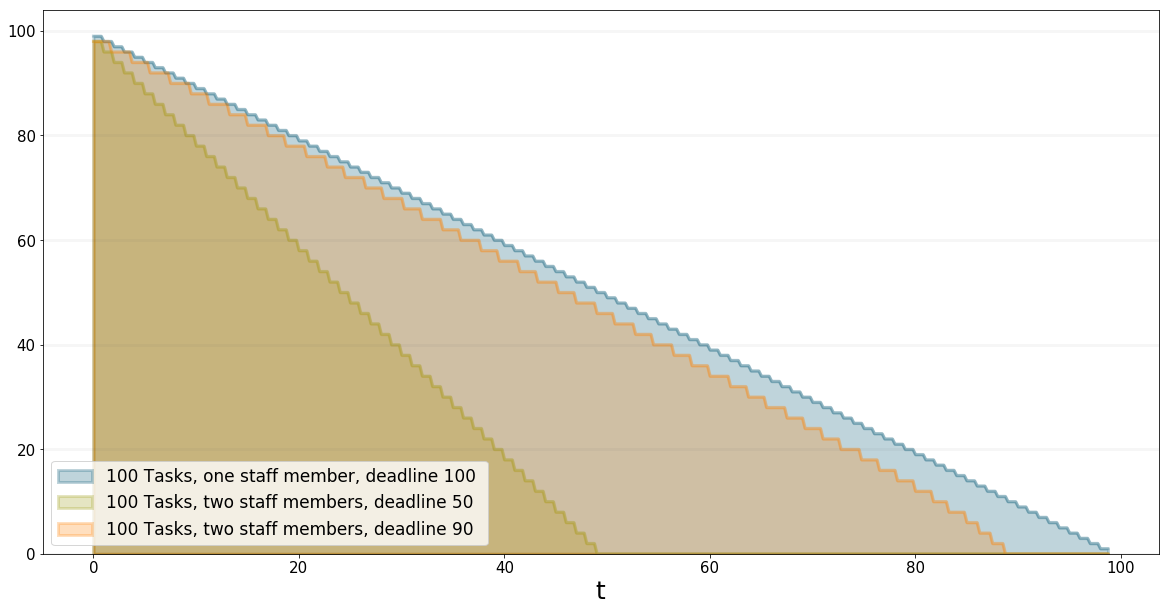 100
80
60
40
20
0
100 Tasks, one staff member, deadline 100
100 Tasks, two staff members, deadline 50
100 Tasks, two staff members, deadline 90
0 20 40 60 80 100
t